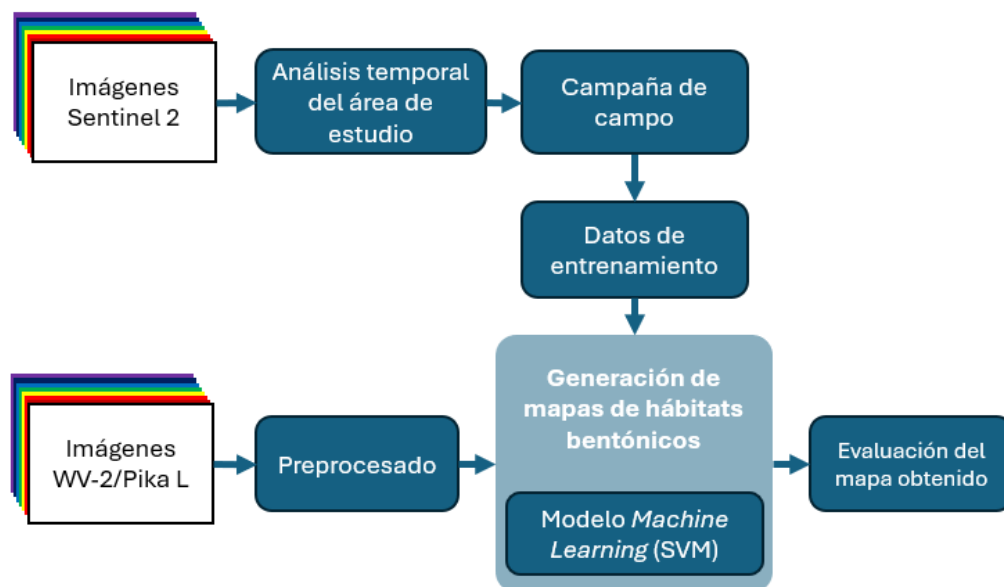 Imágenes
Sentinel 2
Análisis temporal
del área de
estudio
Campaña de
campo
Datos de
entrenamiento
Imágenes
WV-2/Pika L
Preprocesado
Generación de
mapas de hábitats
bentónicos
Modelo Machine
Learning (SVM)
Evaluación del
mapa obtenido